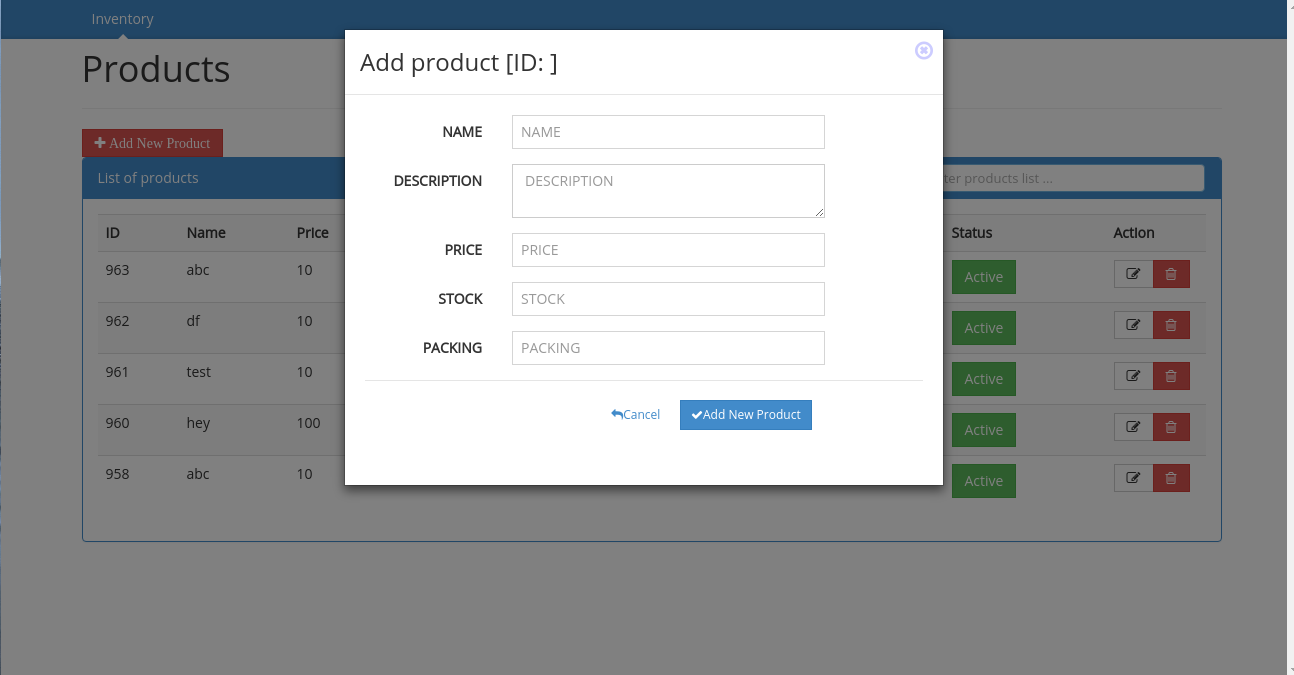 Inventory
Products
Add New Product
List of products
ter products list ...
ID Name Price Status Action
963 abc 10 Active
962 df 10 Active
961 test 10 Active
960 hey 100 Active
958 abc 10 Active
Add product [ID: ]
NAME NAME
DESCRIPTION DESCRIPTION
PRICE PRICE
STOCK STOCK
PACKING PACKING
Cancel Add New Product